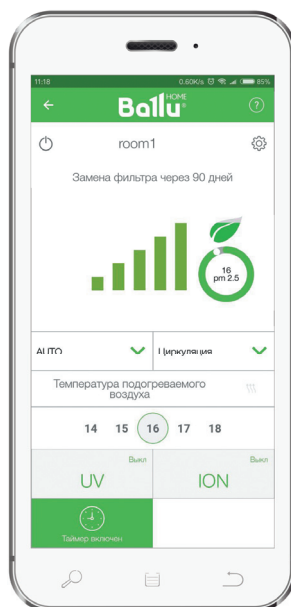 11:18 0.60K/s 85%
HOME
Ballu®
?
room1
Замена фильтра через 90 дней
16
pm 2.5
AUTO Циркуляция
Температура подогреваемого
воздуха
14 15 16 17 18
Выкл Выкл
UV ION
Таймер включен